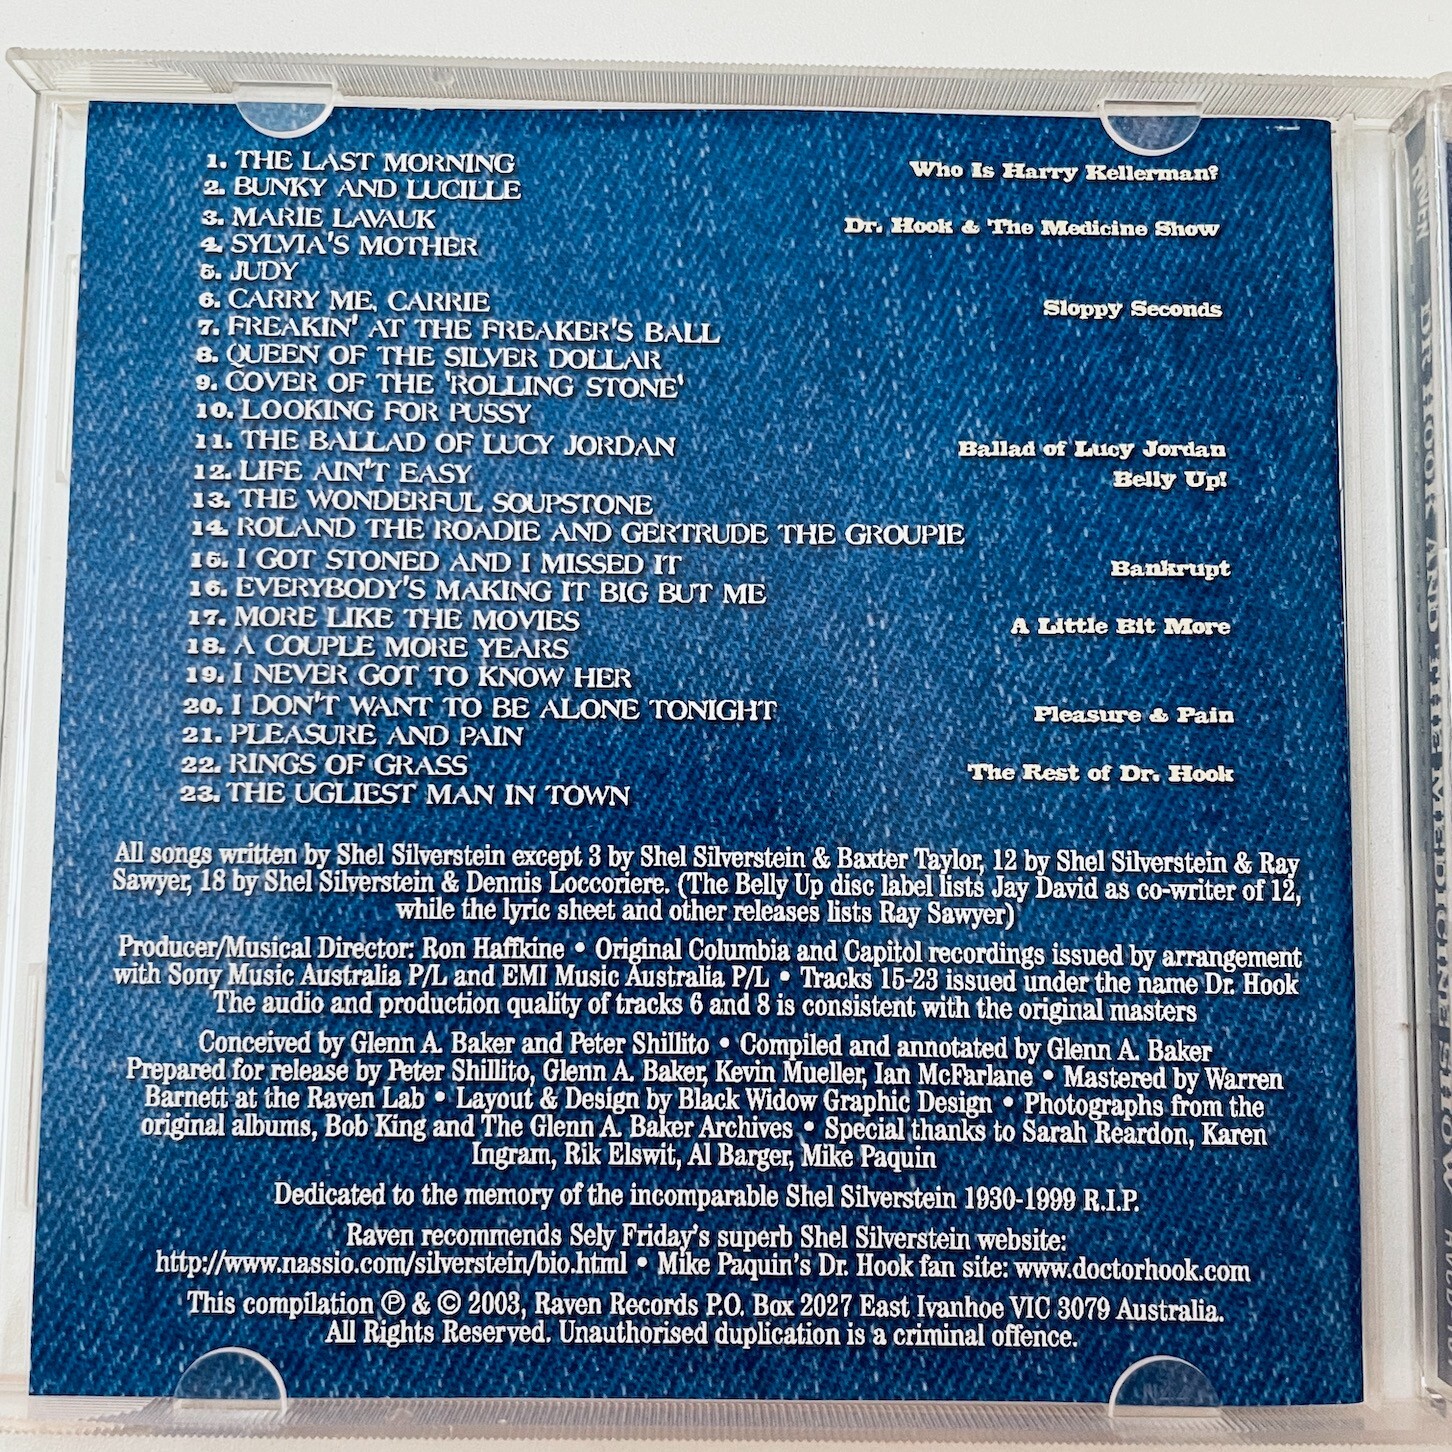 1. THE LAST MORNING Who Is Harry Kellerman?
2. BUNKY AND LUCILLE
3. MARIE LAVAUK Dr. Hook & The Medicine Show
4. SYLVIA'S MOTHER
5. JUDY
6. CARRY ME, CARRIE Sloppy Seconds
7. FREAKIN' AT THE FREAKER'S BALL
8. QUEEN OF THE SILVER DOLLAR
9. COVER OF THE 'ROLLING STONE'
10. LOOKING FOR PUSSY
11. THE BALLAD OF LUCY JORDAN Ballad of Lucy Jordan
12. LIFE AIN'T EASY Belly Up!
13. THE WONDERFUL SOUPSTONE
14. ROLAND THE ROADIE AND GERTRUDE THE GROUPIE
15. I GOT STONED AND I MISSED IT Bankrupt
16. EVERYBODY'S MAKING IT BIG BUT ME
17. MORE LIKE THE MOVIES A Little Bit More
18. A COUPLE MORE YEARS
19. I NEVER GOT TO KNOW HER
20. I DON'T WANT TO BE ALONE TONIGHT Pleasure & Pain
21. PLEASURE AND PAIN
22. RINGS OF GRASS The Rest of Dr. Hook
23. THE UGLIEST MAN IN TOWN
All songs written by Shel Silverstein except 3 by Shel Silverstein & Baxter Taylor, 12 by Shel Silverstein & Ray
Sawyer, 18 by Shel Silverstein & Dennis Loccoriere. (The Belly Up disc label lists Jay David as co-writer of 12,
while the lyric sheet and other releases lists Ray Sawyer)
Producer/Musical Director: Ron Haffkine • Original Columbia and Capitol recordings issued by arrangement
with Sony Music Australia P/L and EMI Music Australia P/L • Tracks 15-23 issued under the name Dr. Hook
The audio and production quality of tracks 6 and 8 is consistent with the original masters
Conceived by Glenn A. Baker and Peter Shillito • Compiled and annotated by Glenn A. Baker
Prepared for release by Peter Shillito, Glenn A. Baker, Kevin Mueller, Ian McFarlane • Mastered by Warren
Barnett at the Raven Lab • Layout & Design by Black Widow Graphic Design • Photographs from the
original albums, Bob King and The Glenn A. Baker Archives • Special thanks to Sarah Reardon, Karen
Ingram, Rik Elswit, Al Barger, Mike Paquin
Dedicated to the memory of the incomparable Shel Silverstein 1930-1999 R.I.P.
Raven recommends Sely Friday's superb Shel Silverstein website:
http://www.nassio.com/silverstein/bio.html • Mike Paquin's Dr. Hook fan site: www.doctorhook.com
This compilation ℗ & © 2003, Raven Records P.O. Box 2027 East Ivanhoe VIC 3079 Australia.
All Rights Reserved. Unauthorised duplication is a criminal offence.
RAVEN DR HOOK AND THE MEDICINE SHOW